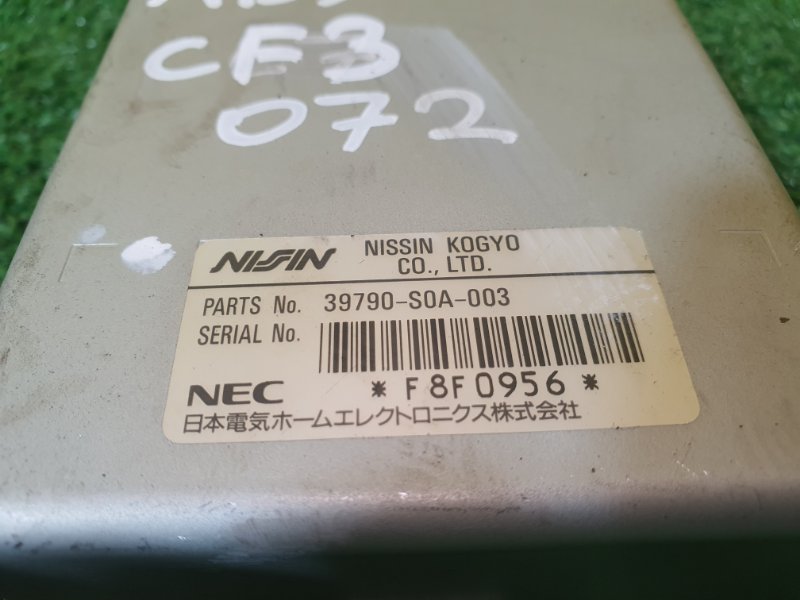 CF3
072
NISSIN
NISSIN KOGYO
CO., LTD.
PARTS No. 39790-S0A-003
SERIAL No.
NEC *F8F0956*
日本電気ホームエレクトロニクス株式会社